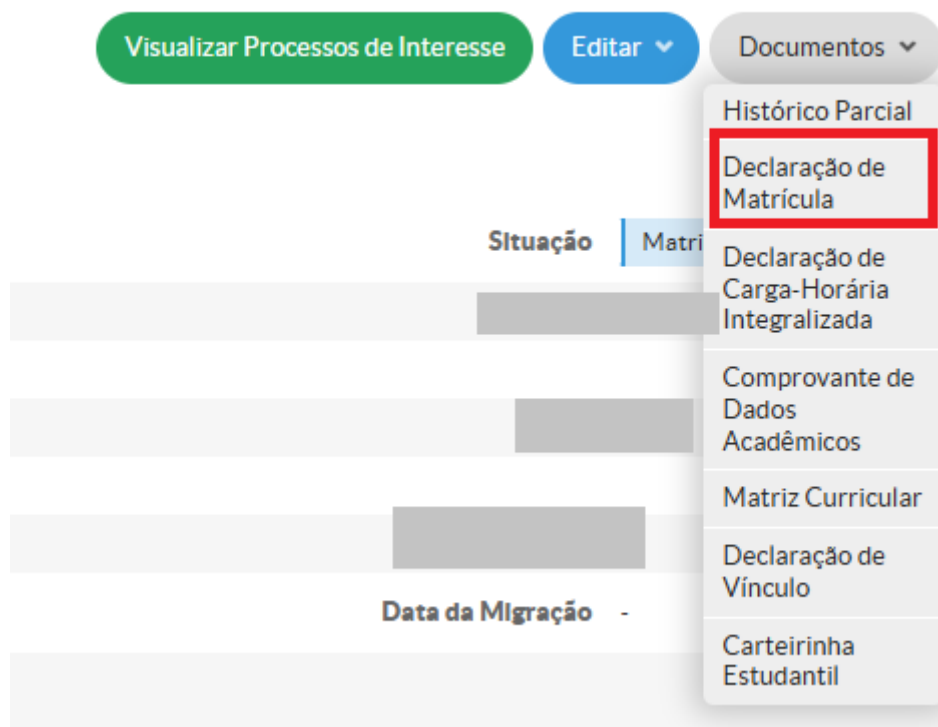 Visualizar Processos de Interesse
Editar
Documentos
Histórico Parcial
Declaração de
Matrícula
Situação
Matri
Declaração de
Carga-Horária
Integralizada
Comprovante de
Dados
Acadêmicos
Matriz Curricular
Declaração de
Vínculo
Data da Migração -
Carteirinha
Estudantil